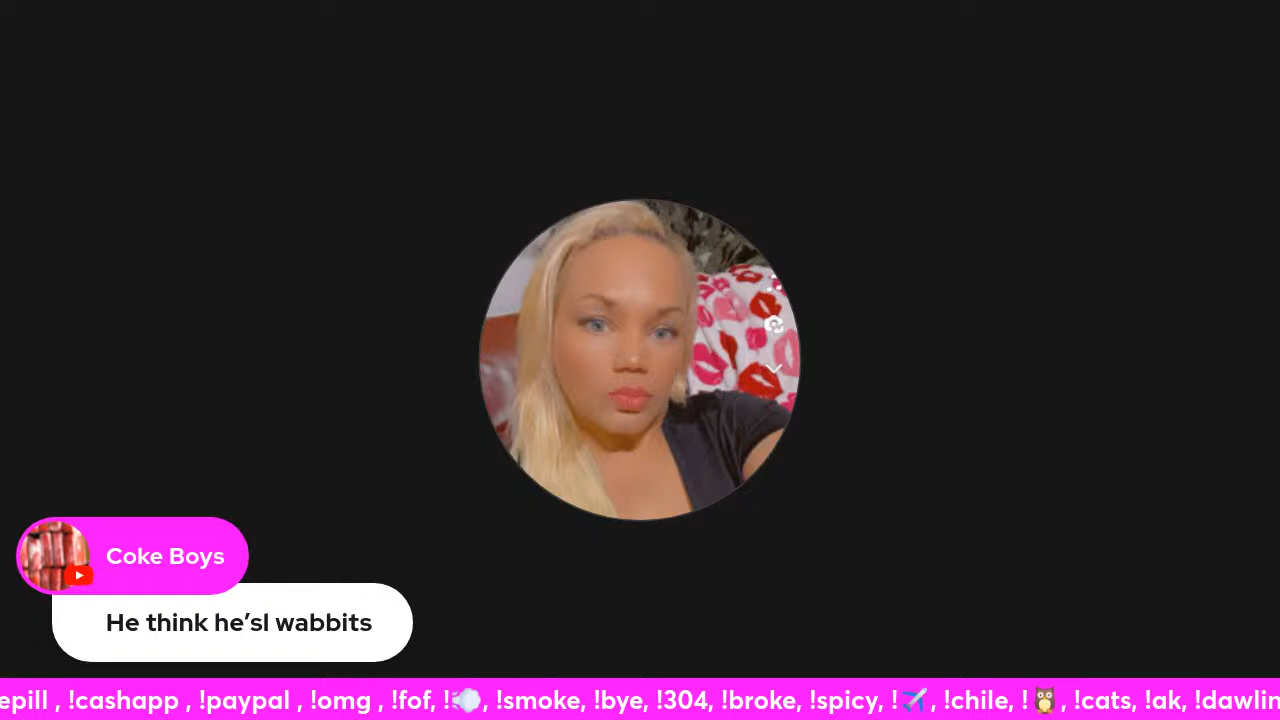 Coke Boys
He think he’sl wabbits
epill , !cashapp , !paypal , !omg , !fof, !💨, !smoke, !bye, !304, !broke, !spicy, !✈️, !chile, !🦉, !cats, !ak, !dawlin